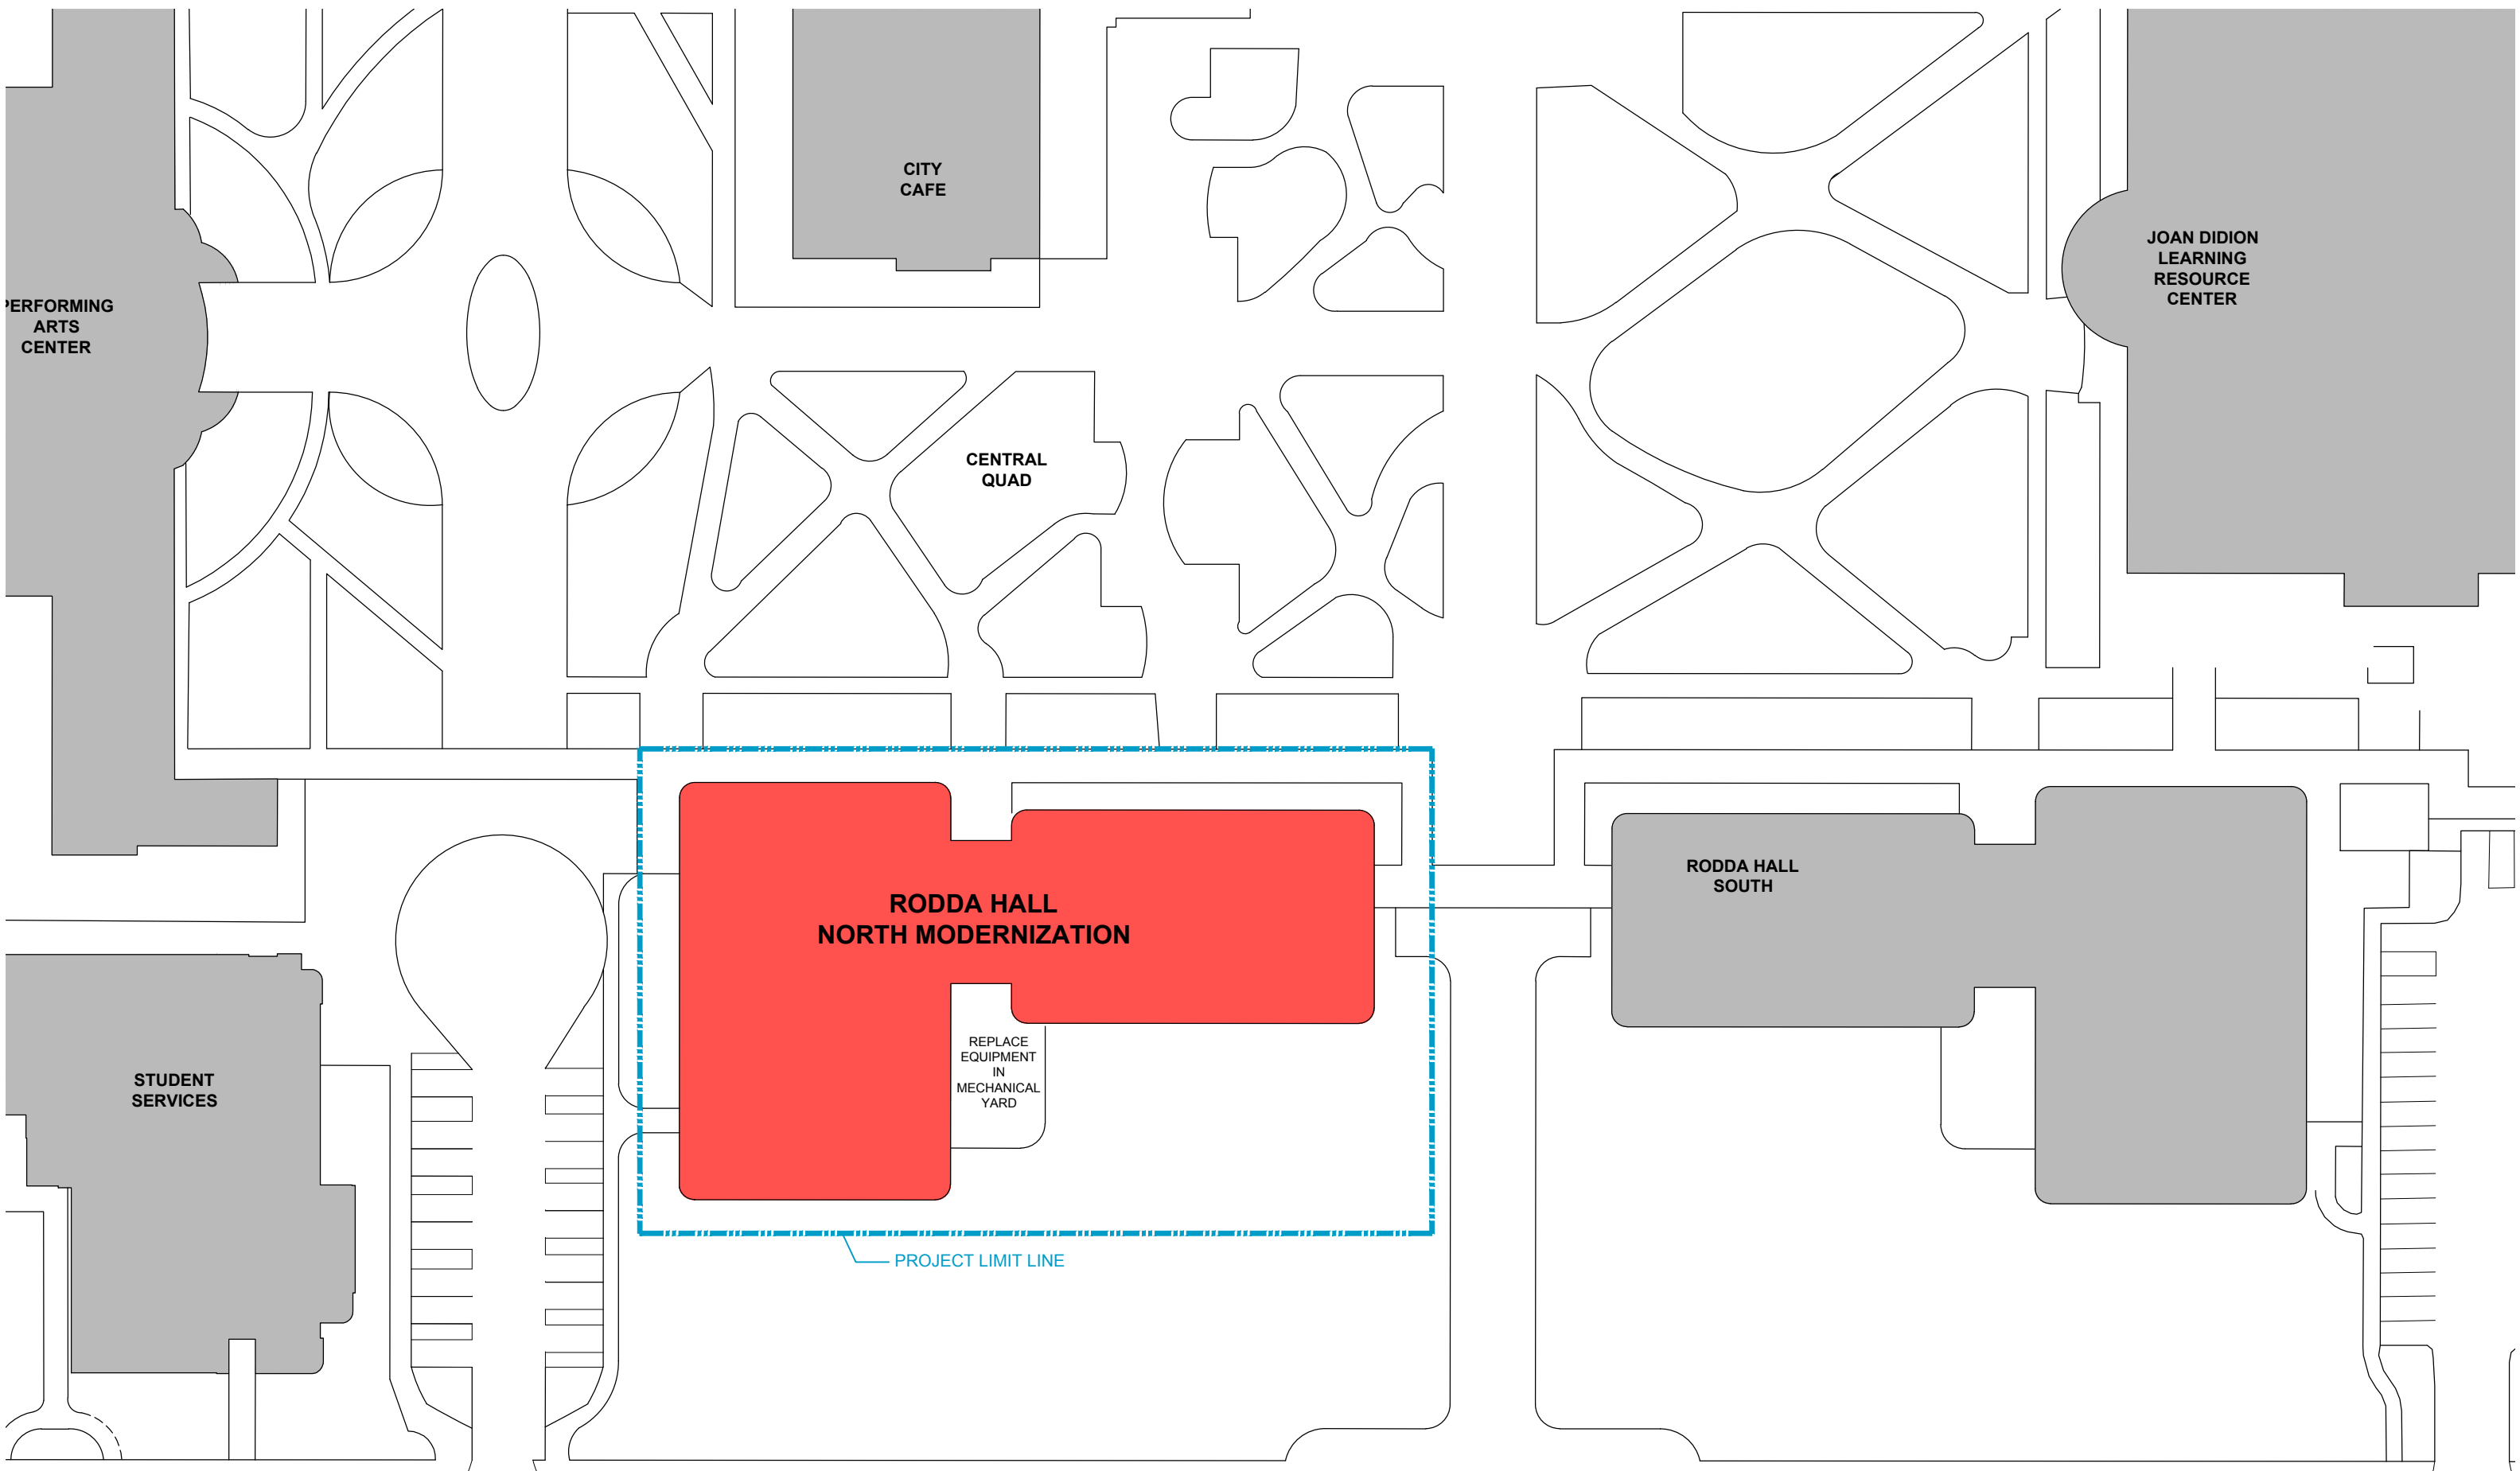 CITY
CAFE
JOAN DIDION
LEARNING
RESOURCE
CENTER
PERFORMING
ARTS
CENTER
CENTRAL
QUAD
RODDA HALL
SOUTH
RODDA HALL
NORTH MODERNIZATION
REPLACE
EQUIPMENT
IN
MECHANICAL
YARD
STUDENT
SERVICES
PROJECT LIMIT LINE